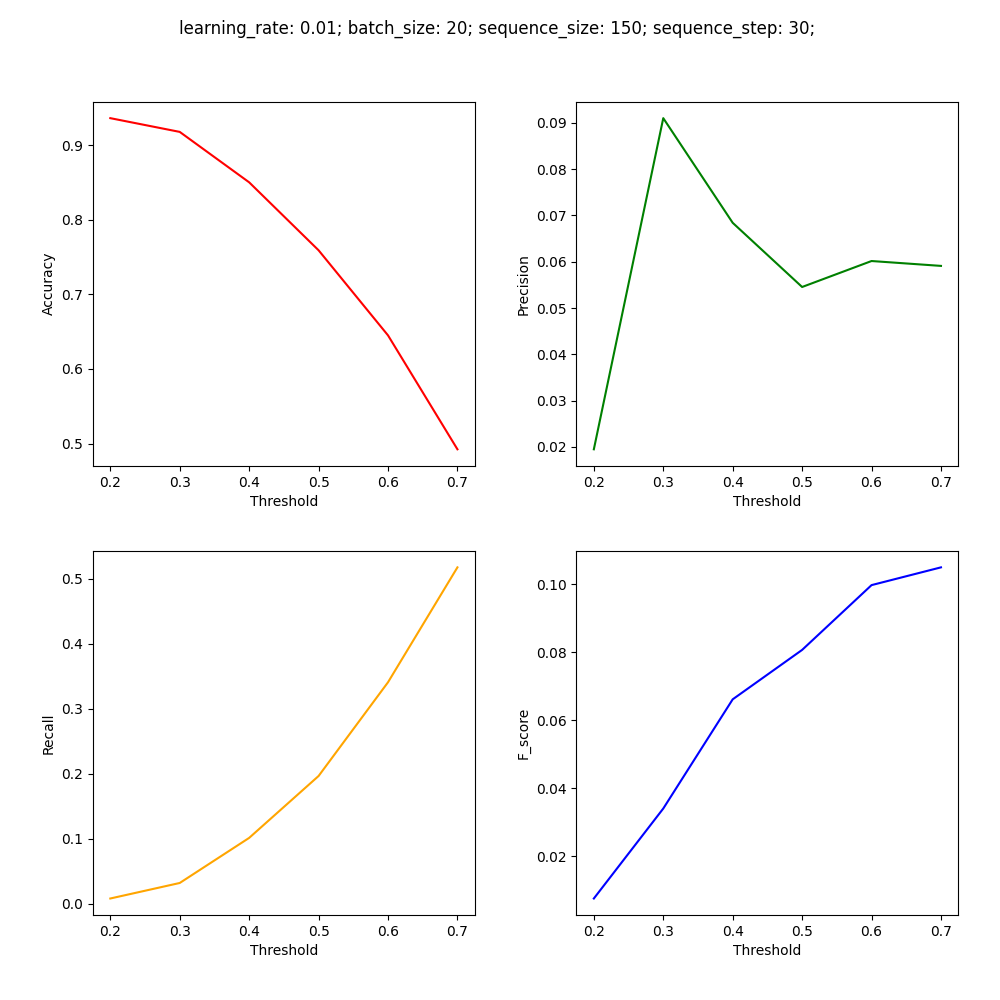 learning_rate: 0.01; batch_size: 20; sequence_size: 150; sequence_step: 30;
Accuracy
0.9
0.8
0.7
0.6
0.5
0.2 0.3 0.4 0.5 0.6 0.7
Threshold
Precision
0.09
0.08
0.07
0.06
0.05
0.04
0.03
0.02
0.2 0.3 0.4 0.5 0.6 0.7
Threshold
Recall
0.5
0.4
0.3
0.2
0.1
0.0
0.2 0.3 0.4 0.5 0.6 0.7
Threshold
F_score
0.10
0.08
0.06
0.04
0.02
0.2 0.3 0.4 0.5 0.6 0.7
Threshold